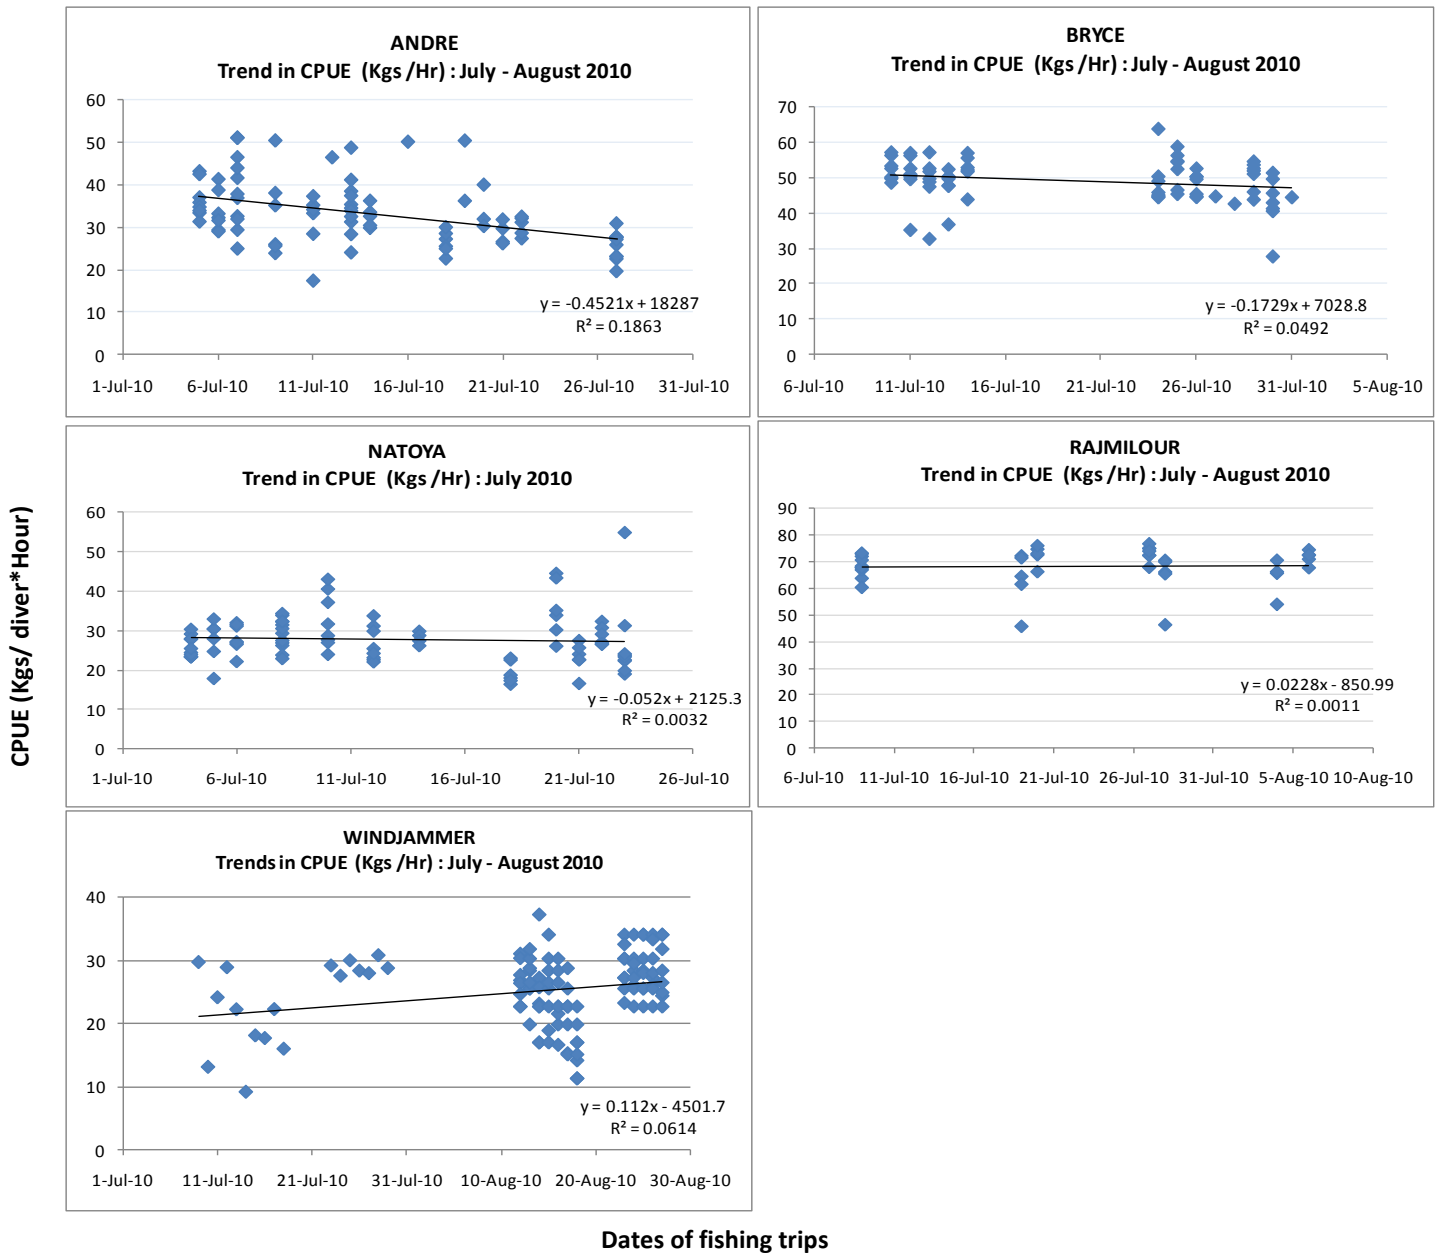 CPUE (Kgs/ diver*Hour)
ANDRE
Trend in CPUE (Kgs /Hr) : July - August 2010
60
50
40
30
20
10
0
y = -0.4521x + 18287
R² = 0.1863
1-Jul-10 6-Jul-10 11-Jul-10 16-Jul-10 21-Jul-10 26-Jul-10 31-Jul-10
BRYCE
Trend in CPUE (Kgs /Hr) : July - August 2010
70
60
50
40
30
20
10
0
y = -0.1729x + 7028.8
R² = 0.0492
6-Jul-10 11-Jul-10 16-Jul-10 21-Jul-10 26-Jul-10 31-Jul-10 5-Aug-10
NATOYA
Trend in CPUE (Kgs /Hr) : July 2010
60
50
40
30
20
10
0
y = -0.052x + 2125.3
R² = 0.0032
1-Jul-10 6-Jul-10 11-Jul-10 16-Jul-10 21-Jul-10 26-Jul-10
RAJMILOUR
Trend in CPUE (Kgs /Hr) : July - August 2010
90
80
70
60
50
40
30
20
10
0
y = 0.0228x - 850.99
R² = 0.0011
6-Jul-10 11-Jul-10 16-Jul-10 21-Jul-10 26-Jul-10 31-Jul-10 5-Aug-10 10-Aug-10
WINDJAMMER
Trends in CPUE (Kgs /Hr) : July - August 2010
40
30
20
10
0
y = 0.112x - 4501.7
R² = 0.0614
1-Jul-10 11-Jul-10 21-Jul-10 31-Jul-10 10-Aug-10 20-Aug-10 30-Aug-10
Dates of fishing trips